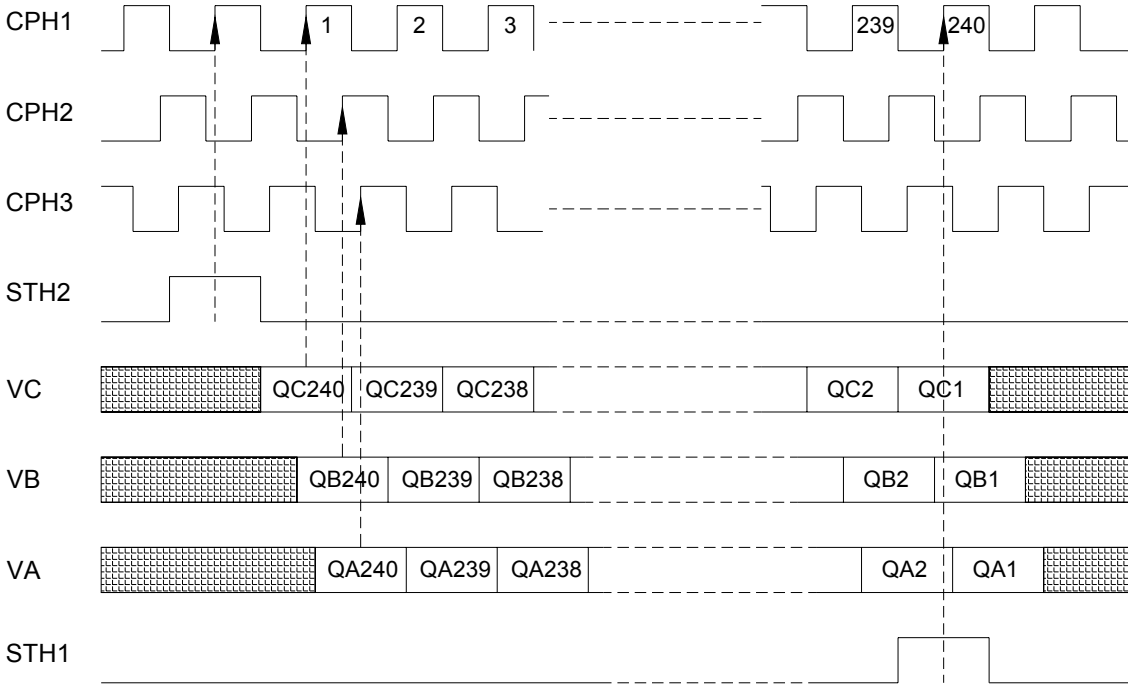 CPH1 1 2 3 239 240
CPH2
CPH3
STH2
VC QC240 QC239 QC238 QC2 QC1
VB QB240 QB239 QB238 QB2 QB1
VA QA240 QA239 QA238 QA2 QA1
STH1